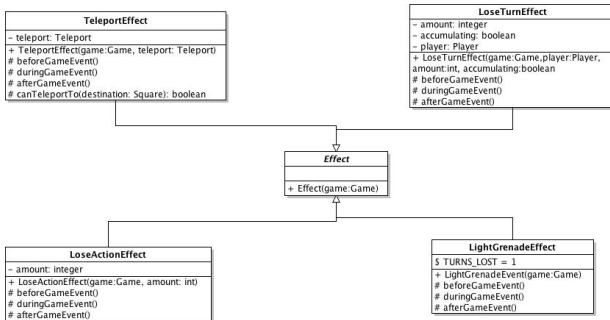 TeleportEffect
- teleport: Teleport
+ TeleportEffect(game:Game, teleport: Teleport)
# beforeGameEvent()
# duringGameEvent()
# afterGameEvent()
# canTeleportTo(destination: Square): boolean
LoseTurnEffect
- amount: integer
- accumulating: boolean
- player: Player
+ LoseTurnEffect(game:Game,player:Player,
amount:int, accumulating:boolean
# beforeGameEvent()
# duringGameEvent()
# afterGameEvent()
Effect
+ Effect(game:Game)
LoseActionEffect
- amount: integer
+ LoseActionEffect(game:Game, amount: int)
# beforeGameEvent()
# duringGameEvent()
# afterGameEvent()
LightGrenadeEffect
$ TURNS_LOST = 1
+ LightGrenadeEvent(game:Game)
# beforeGameEvent()
# duringGameEvent()
# afterGameEvent()